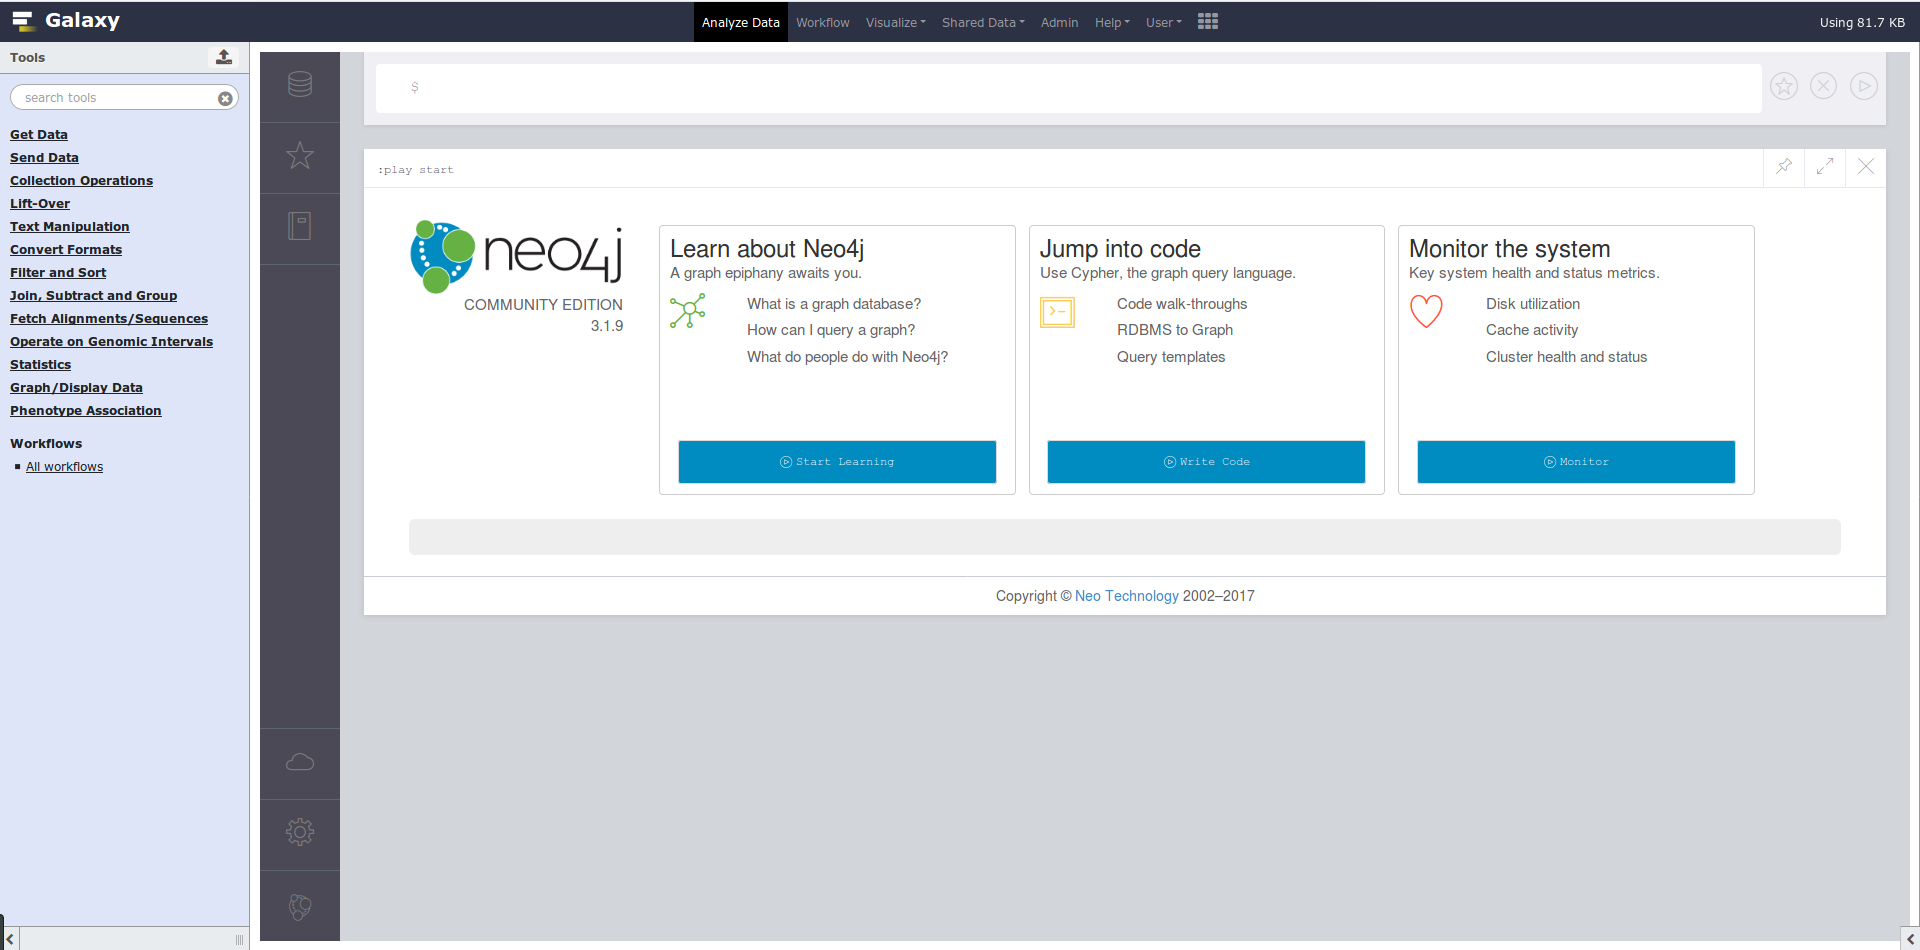 Galaxy
Analyze Data
Workflow
Visualize
Shared Data
Admin
Help
User
Using 81.7 KB
Tools
search tools
Get Data
Send Data
Collection Operations
Lift-Over
Text Manipulation
Convert Formats
Filter and Sort
Join, Subtract and Group
Fetch Alignments/Sequences
Operate on Genomic Intervals
Statistics
Graph/Display Data
Phenotype Association
Workflows
All workflows
$
:play start
neo4j
COMMUNITY EDITION
3.1.9
Learn about Neo4j
A graph epiphany awaits you.
What is a graph database?
How can I query a graph?
What do people do with Neo4j?
Start Learning
Jump into code
Use Cypher, the graph query language.
Code walk-throughs
RDBMS to Graph
Query templates
Write Code
Monitor the system
Key system health and status metrics.
Disk utilization
Cache activity
Cluster health and status
Monitor
Copyright © Neo Technology 2002–2017